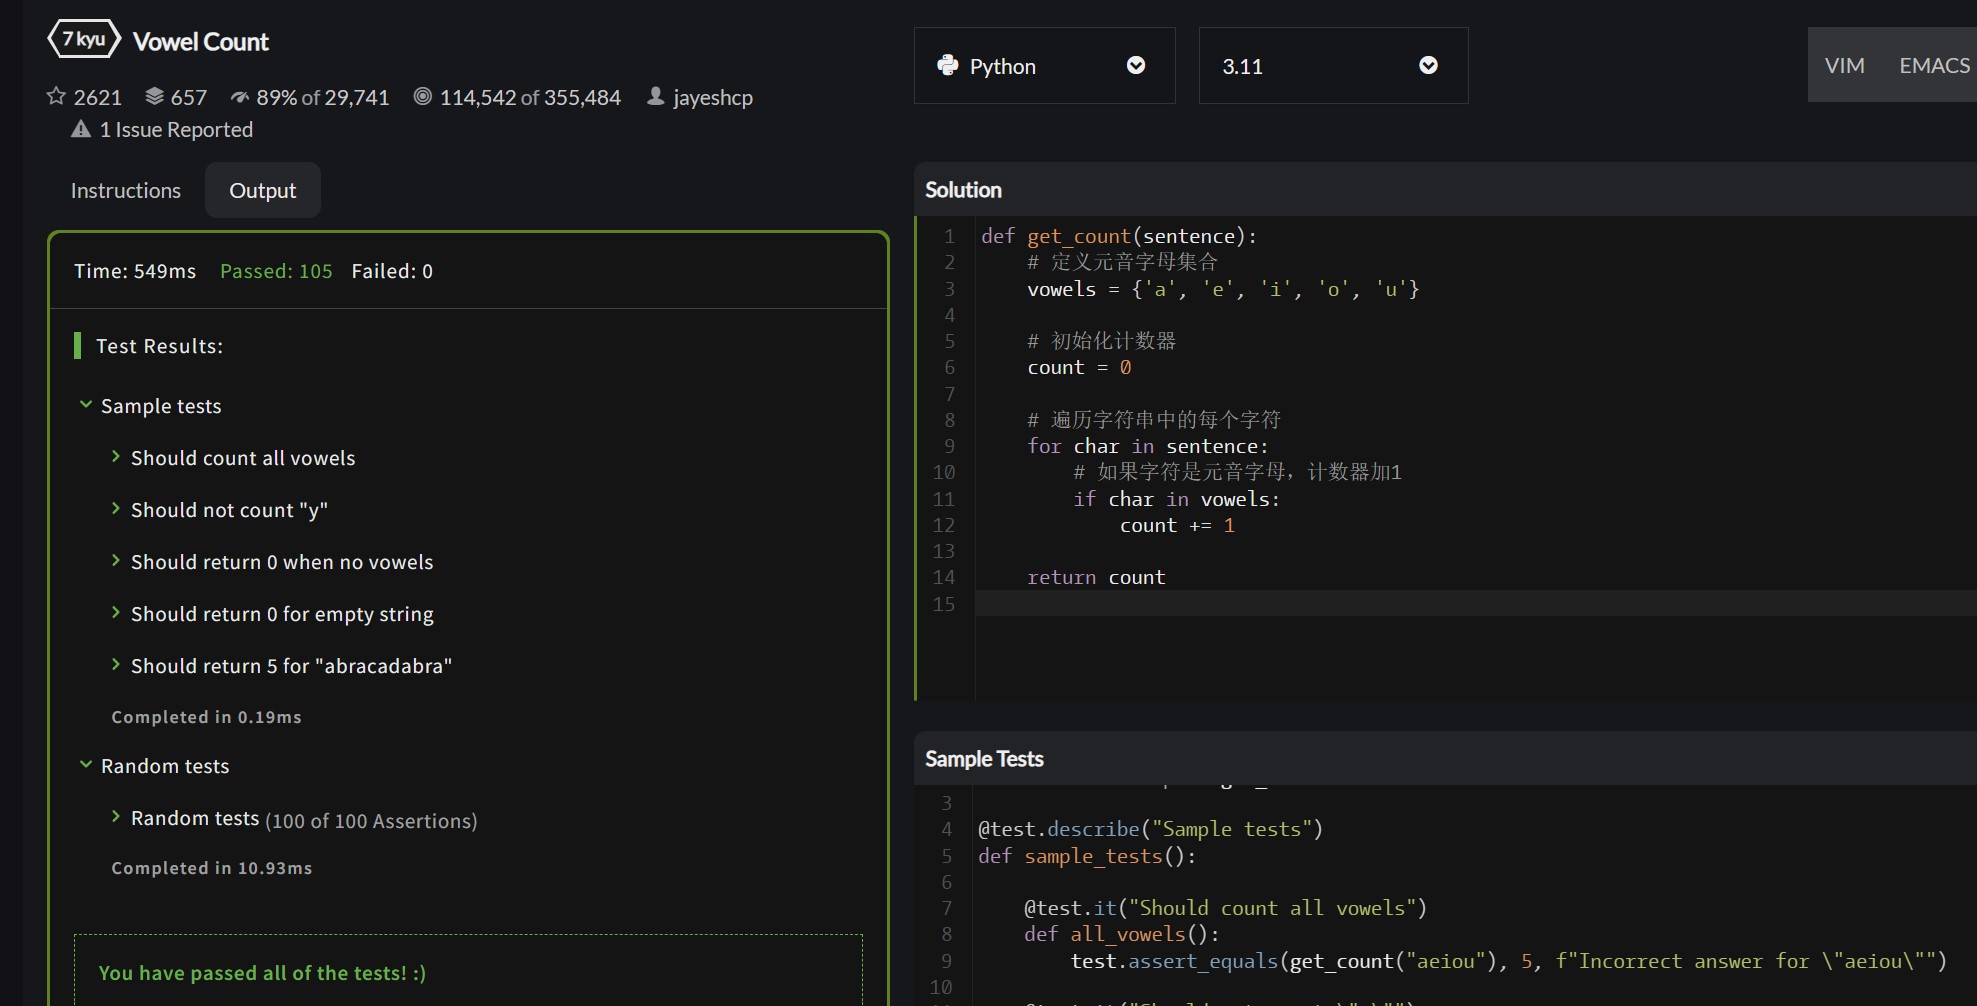 7 kyu Vowel Count
2621 657 89% of 29,741 114,542 of 355,484 jayeshcp
1 Issue Reported
Instructions Output
Time: 549ms Passed: 105 Failed: 0
Test Results:
Sample tests
Should count all vowels
Should not count "y"
Should return 0 when no vowels
Should return 0 for empty string
Should return 5 for "abracadabra"
Completed in 0.19ms
Random tests
Random tests (100 of 100 Assertions)
Completed in 10.93ms
You have passed all of the tests! :)
Python 3.11 VIM EMACS
Solution
1 def get_count(sentence):
2 # 定义元音字母集合
3 vowels = {'a', 'e', 'i', 'o', 'u'}
4
5 # 初始化计数器
6 count = 0
7
8 # 遍历字符串中的每个字符
9 for char in sentence:
10 # 如果字符是元音字母，计数器加1
11 if char in vowels:
12 count += 1
13
14 return count
15
Sample Tests
3
4 @test.describe("Sample tests")
5 def sample_tests():
6
7 @test.it("Should count all vowels")
8 def all_vowels():
9 test.assert_equals(get_count("aeiou"), 5, f"Incorrect answer for \"aeiou\"")
10